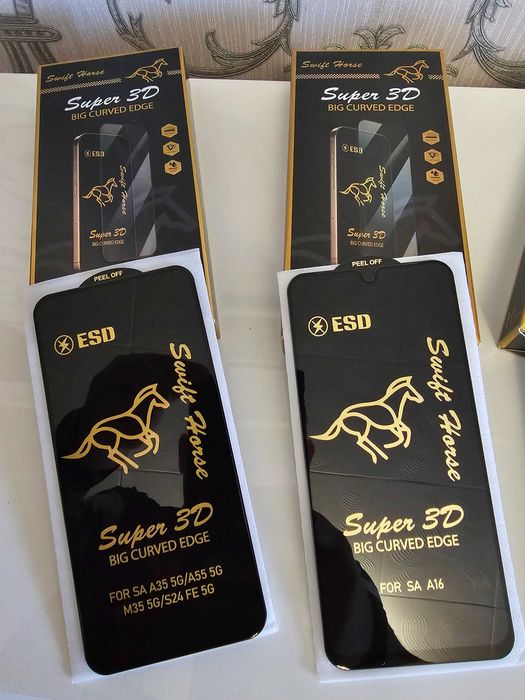 Swift Horse
Super 3D
BIG CURVED EDGE
ESD
Swift Horse
Super 3D
BIG CURVED EDGE
Swift Horse
Super 3D
BIG CURVED EDGE
ESD
Swift Horse
Super 3D
BIG CURVED EDGE
PEEL OFF
ESD
Swift Horse
Super 3D
BIG CURVED EDGE
FOR SA A35 5G/A55 5G
M35 5G/S24 FE 5G
PEEL OFF
ESD
Swift Horse
Super 3D
BIG CURVED EDGE
FOR SA A16